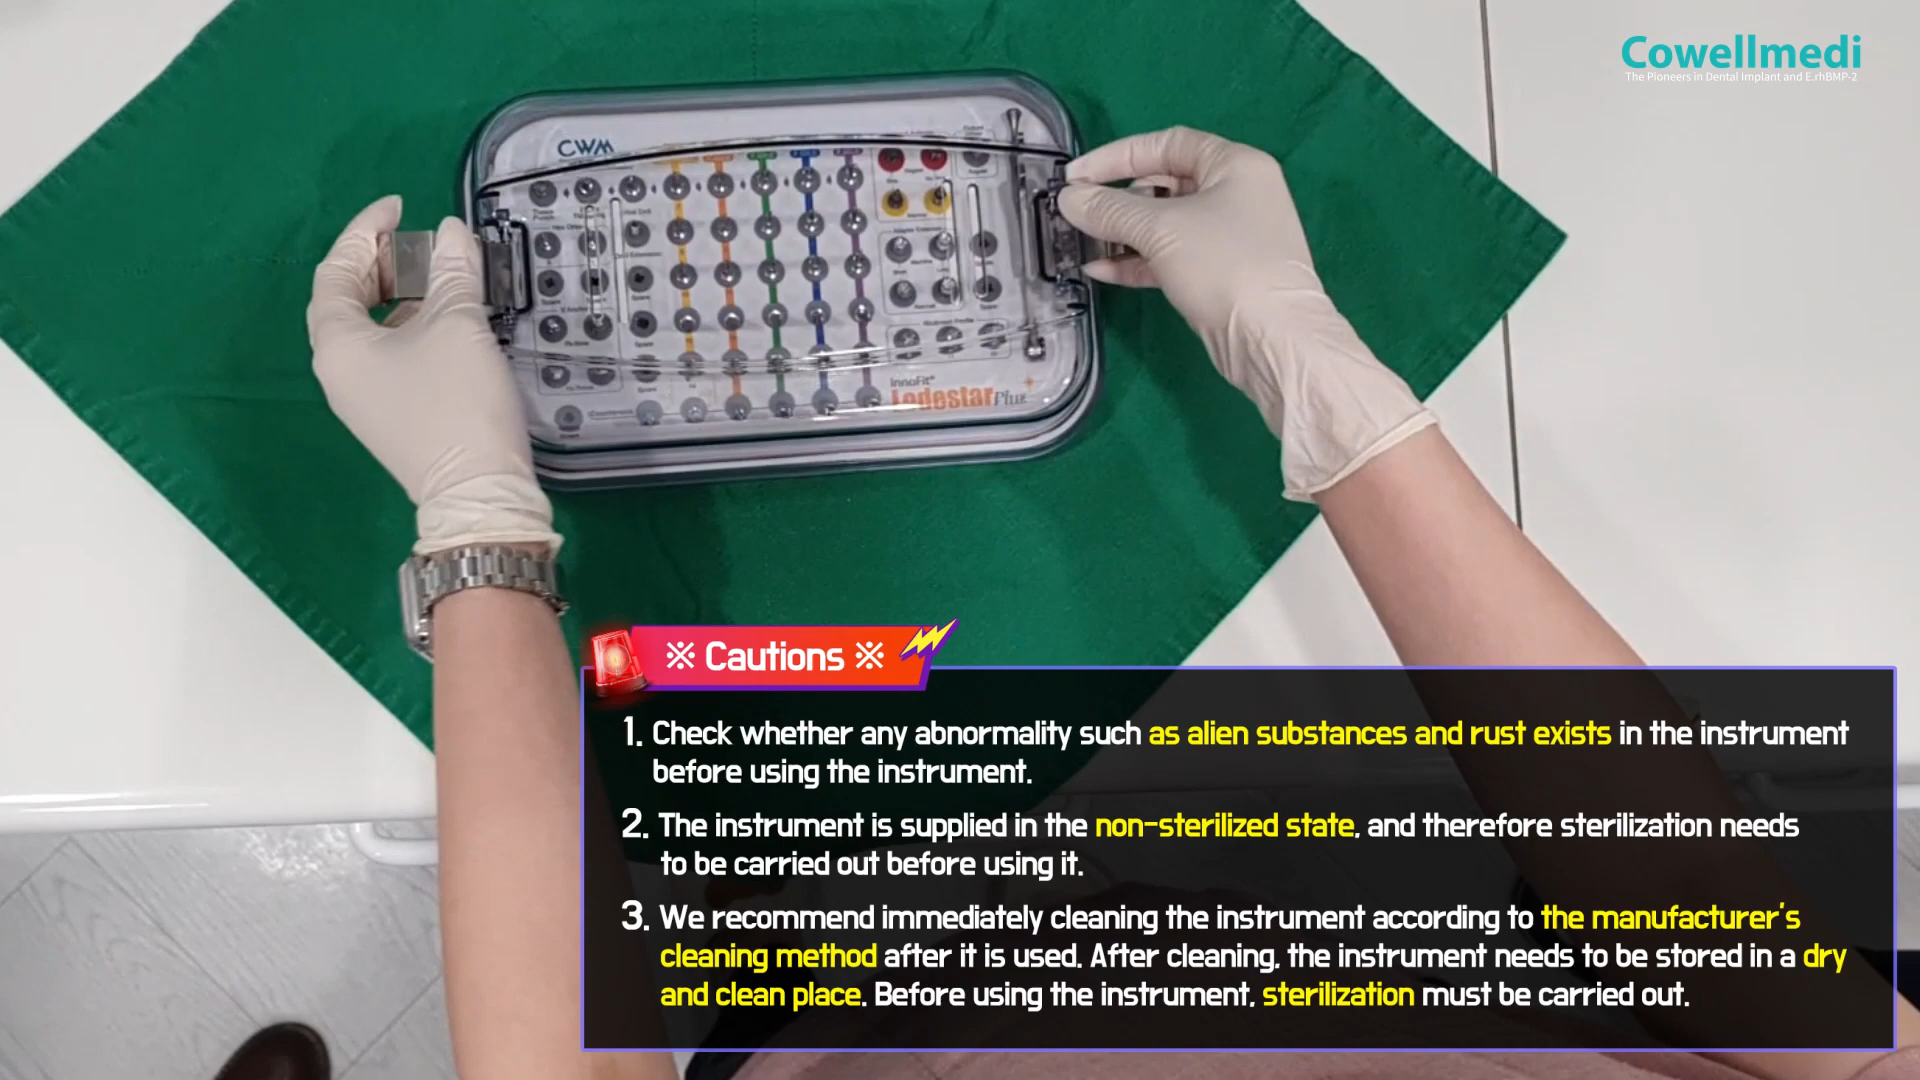 Cowellmedi
The Pioneers in Dental Implant and E.rhBMP-2
CWM
InnoFit
Lodestar Plus
※ Cautions ※
1. Check whether any abnormality such as alien substances and rust exists in the instrument
before using the instrument.
2. The instrument is supplied in the non-sterilized state, and therefore sterilization needs
to be carried out before using it.
3. We recommend immediately cleaning the instrument according to the manufacturer's
cleaning method after it is used. After cleaning, the instrument needs to be stored in a dry
and clean place. Before using the instrument, sterilization must be carried out.